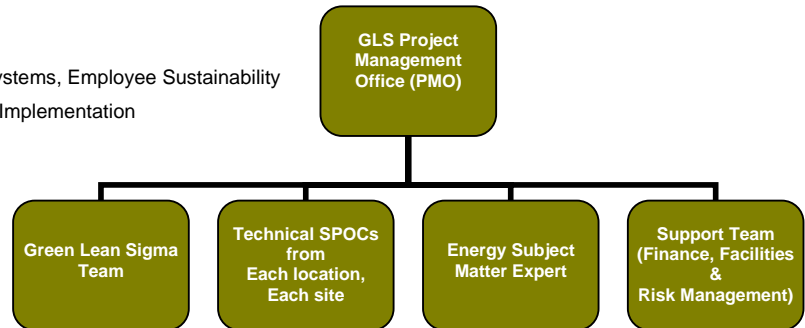 GLS Project
Management
Office (PMO)
ystems, Employee Sustainability
Implementation
Green Lean Sigma
Team
Technical SPOCs
from
Each location,
Each site
Energy Subject
Matter Expert
Support Team
(Finance, Facilities
&
Risk Management)